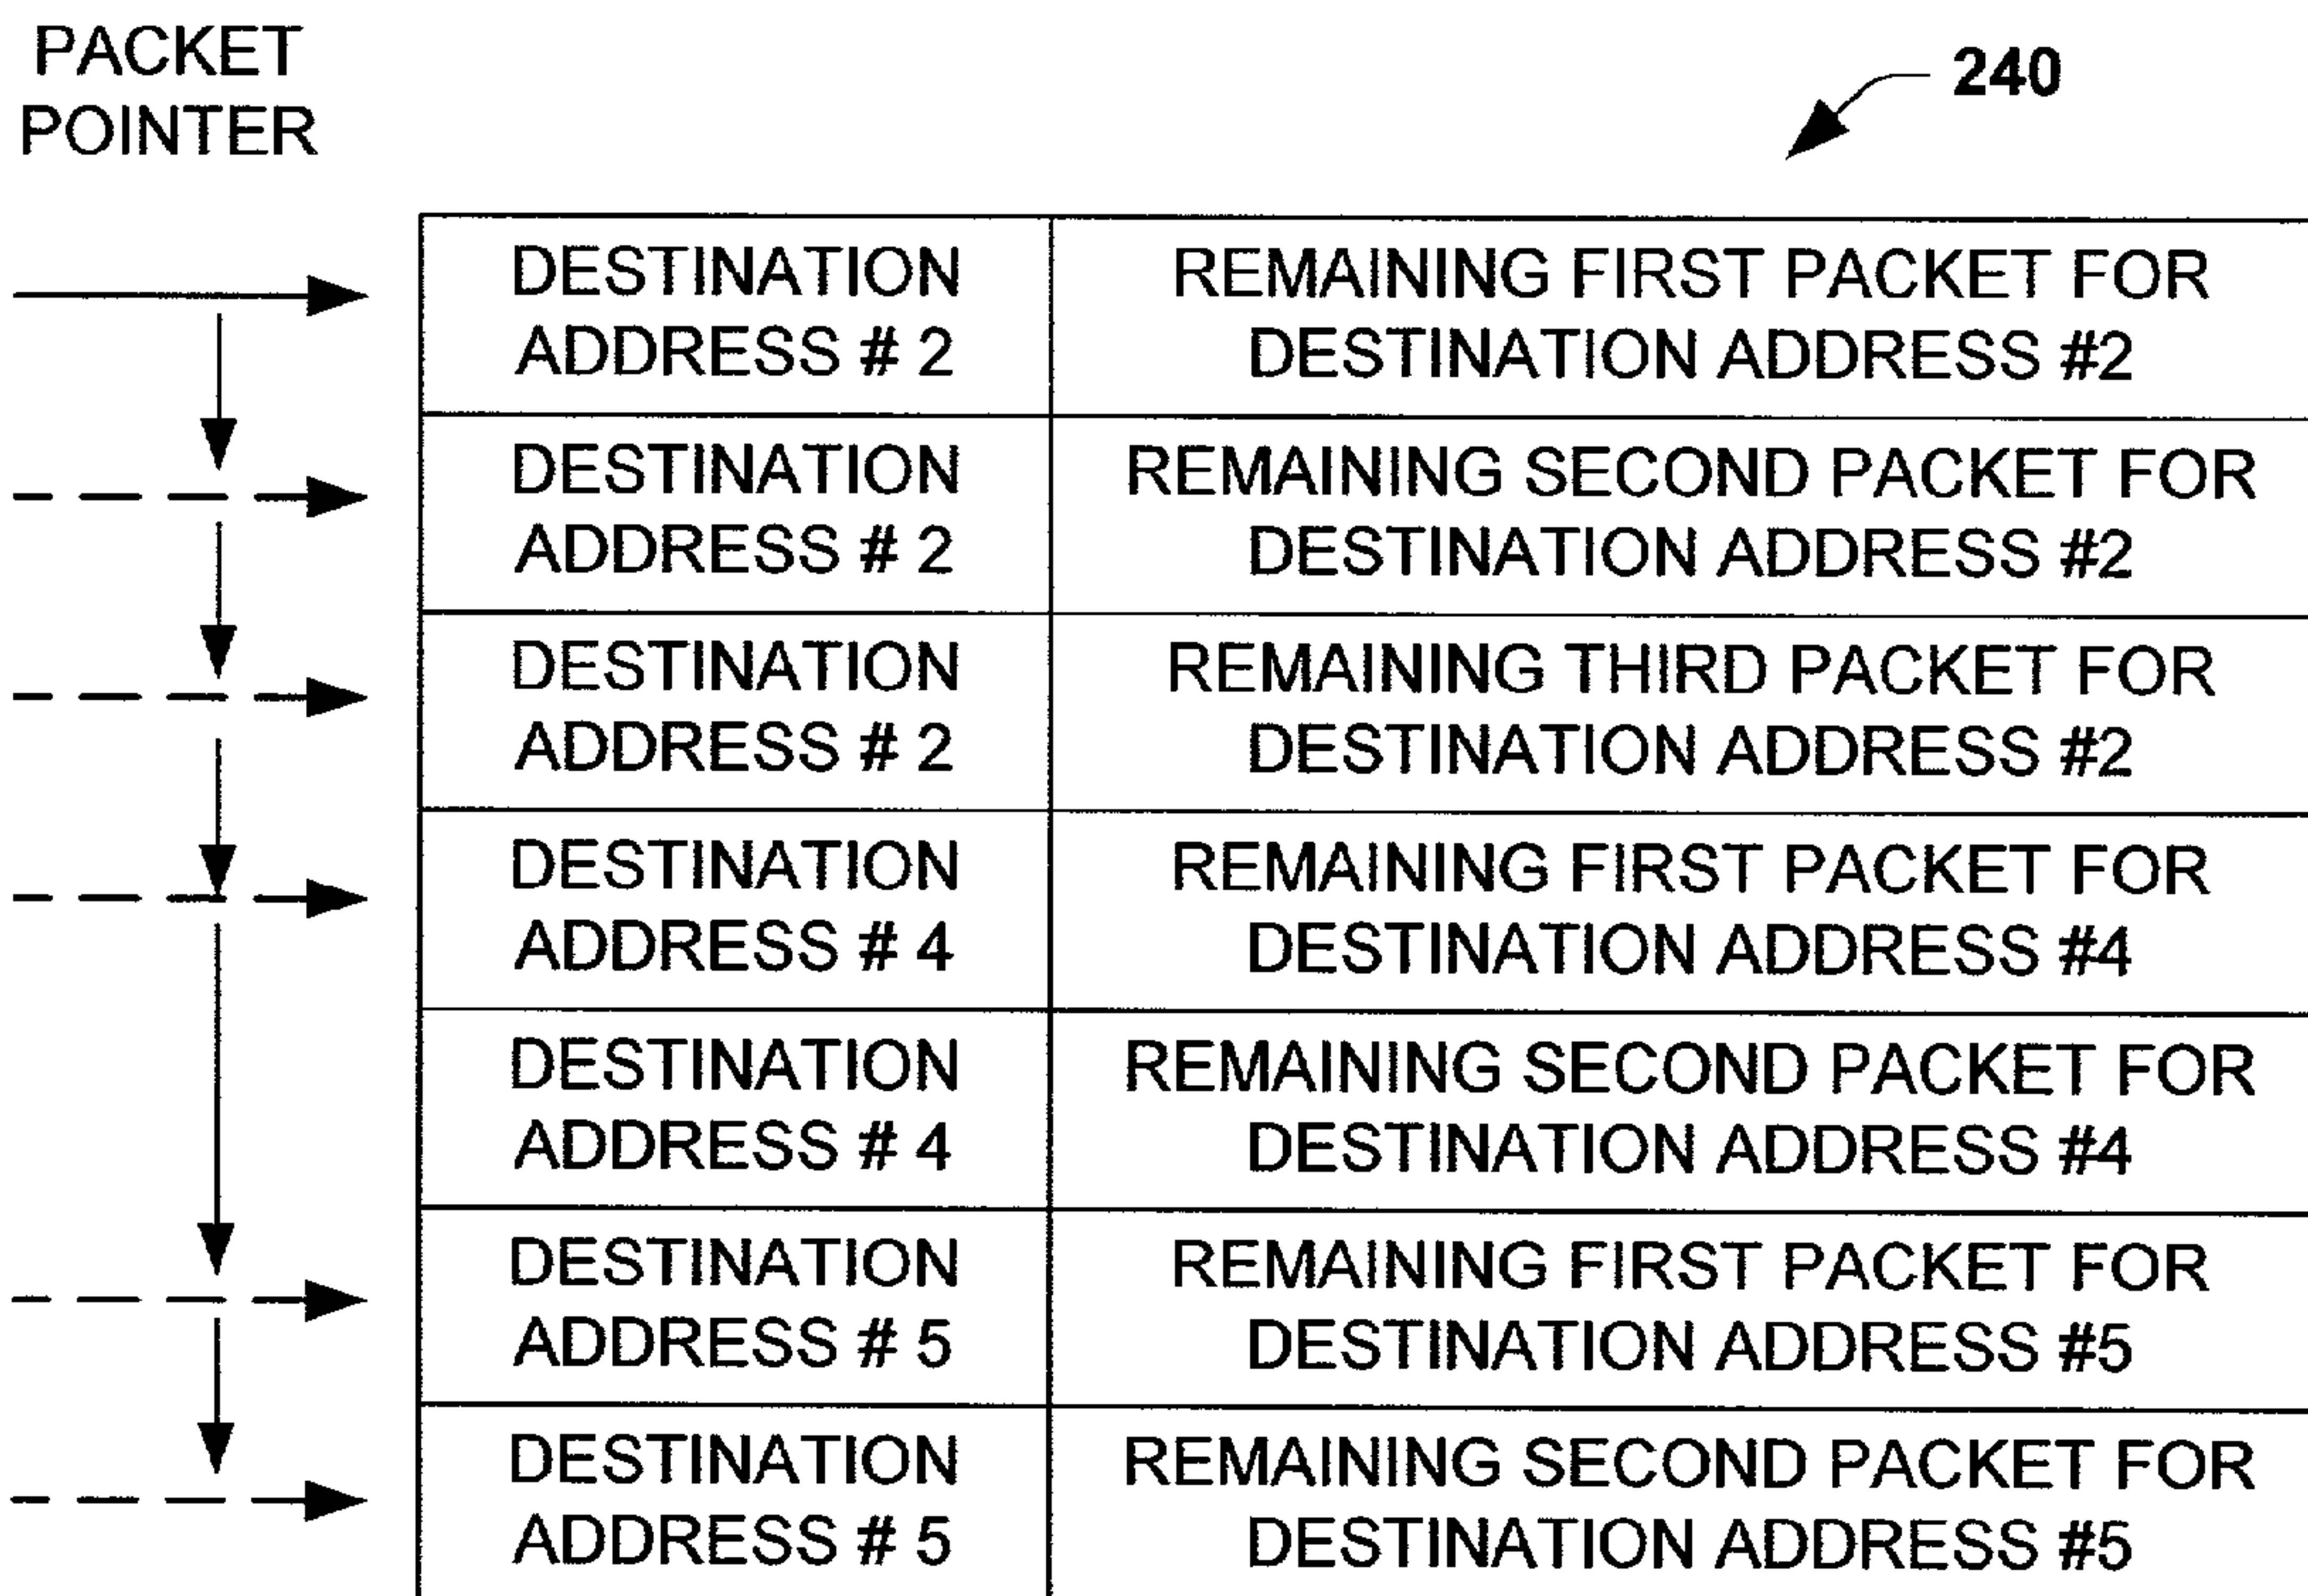 PACKET
POINTER
240
DESTINATION
ADDRESS # 2
REMAINING FIRST PACKET FOR
DESTINATION ADDRESS #2
DESTINATION
ADDRESS # 2
REMAINING SECOND PACKET FOR
DESTINATION ADDRESS #2
DESTINATION
ADDRESS # 2
REMAINING THIRD PACKET FOR
DESTINATION ADDRESS #2
DESTINATION
ADDRESS # 4
REMAINING FIRST PACKET FOR
DESTINATION ADDRESS #4
DESTINATION
ADDRESS # 4
REMAINING SECOND PACKET FOR
DESTINATION ADDRESS #4
DESTINATION
ADDRESS # 5
REMAINING FIRST PACKET FOR
DESTINATION ADDRESS #5
DESTINATION
ADDRESS # 5
REMAINING SECOND PACKET FOR
DESTINATION ADDRESS #5